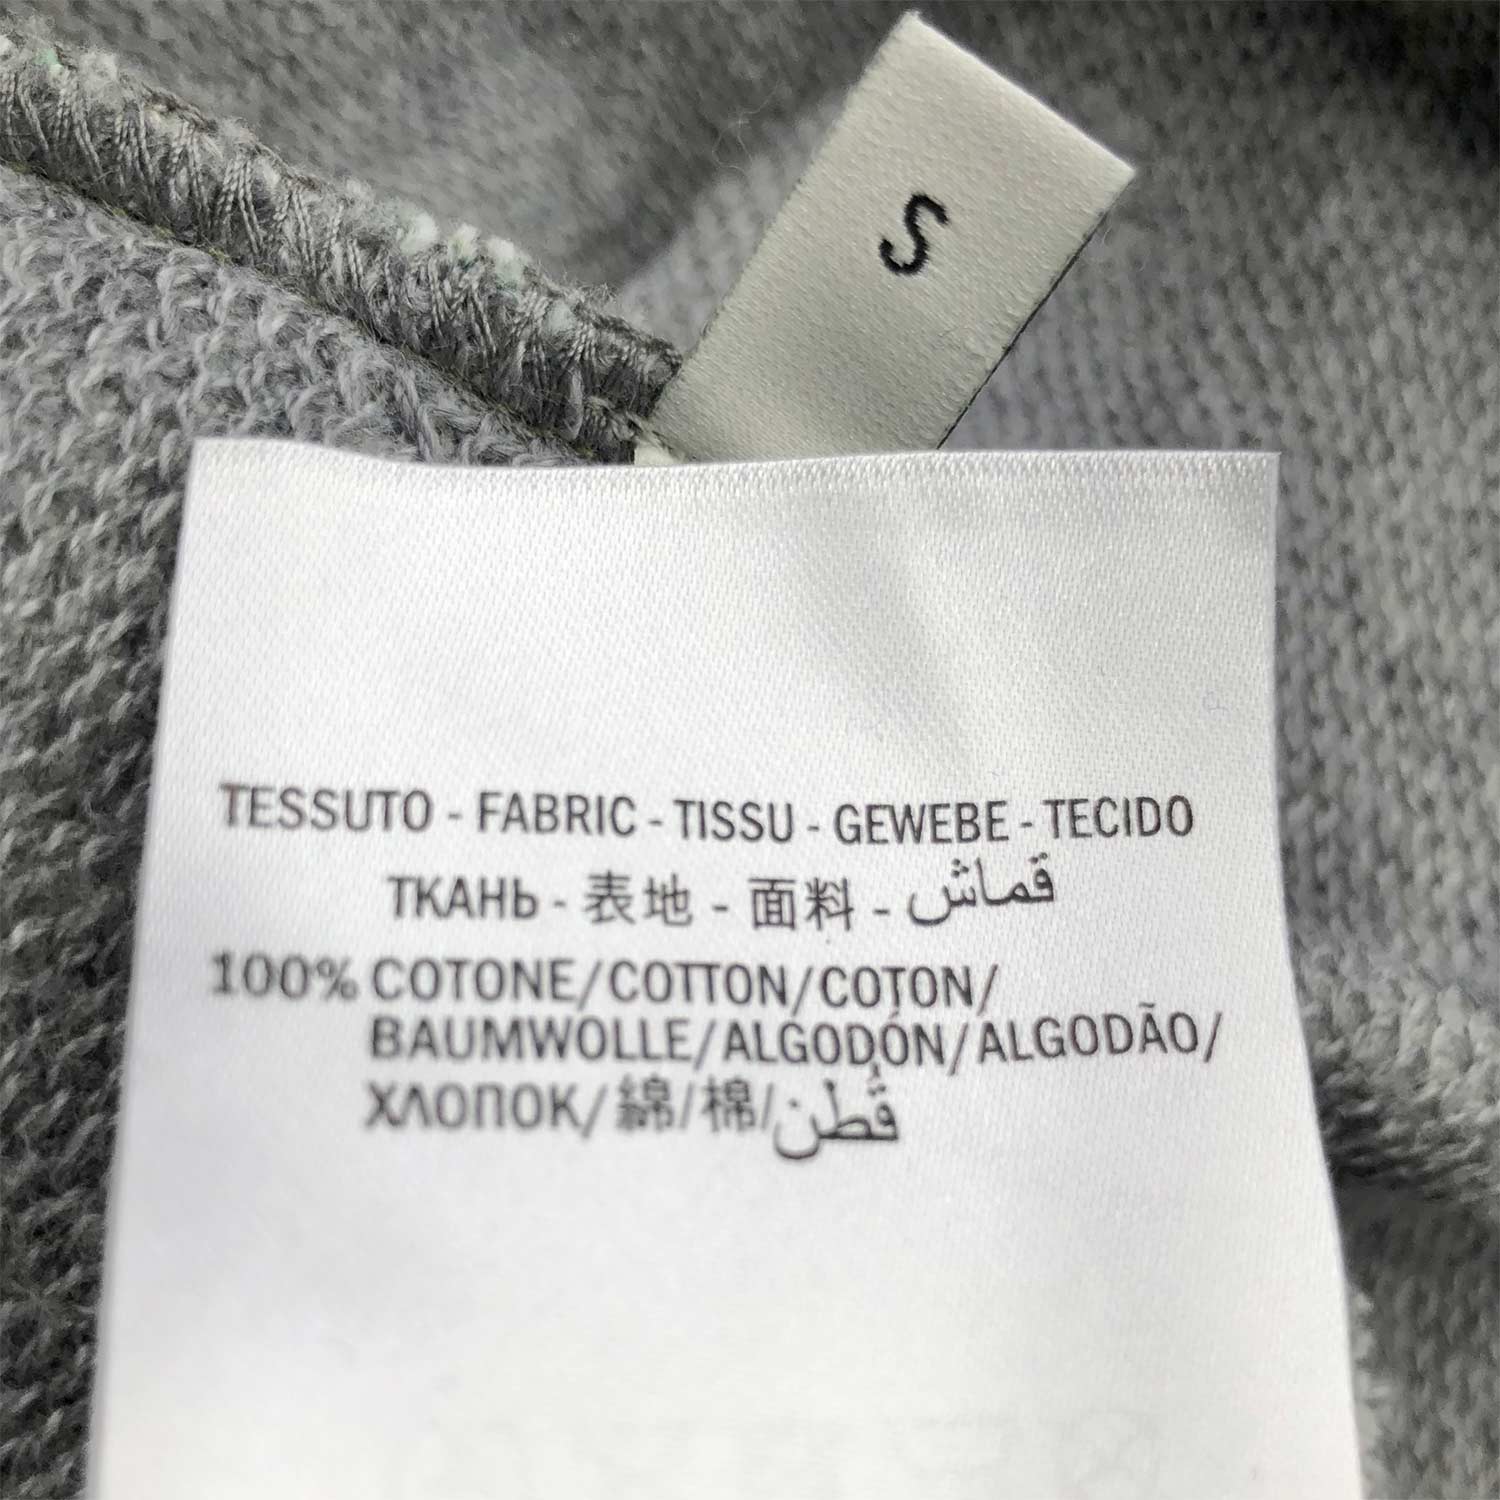 S
TESSUTO - FABRIC - TISSU - GEWEBE - TECIDO
ТКАНЬ - 表地 - 面料 - قماش
100% COTONE/COTTON/COTON/
BAUMWOLLE/ALGODÓN/ALGODÃO/
ХЛОПОК/綿/棉/قُطن